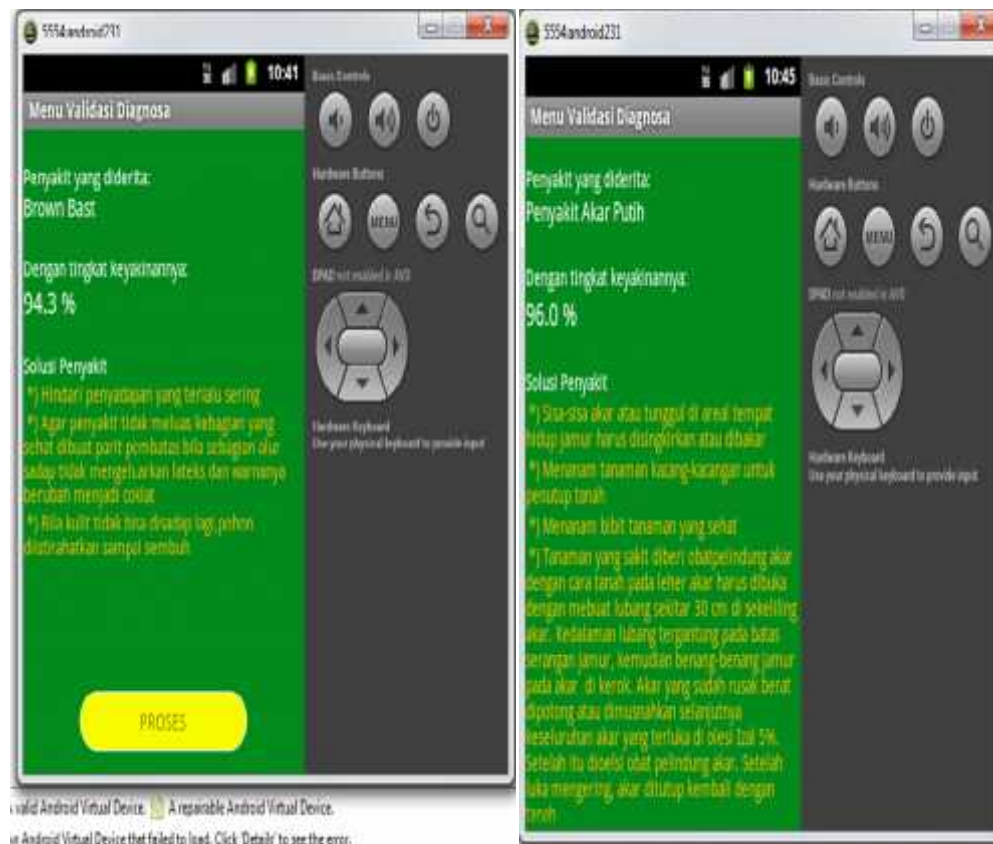 5554:android231
10:41
Basic Controls
Menu Validasi Diagnosa
Penyakit yang diderita:
Brown Bast
Hardware Buttons
MENU
Dengan tingkat keyakinannya:
94.3 %
DPAD not enabled in AVD
Solusi Penyakit
*) Hindari penyadapan yang terlalu sering
*) Agar penyakit tidak meluas kebagian yang
sehat dibuat parit pembatas bila sebagian alur
sadap tidak mengeluarkan lateks dan warnanya
berubah menjadi coklat
*) Bila kulit tidak bisa disadap lagi,pohon
diistirahatkan sampai sembuh
Hardware Keyboard
Use your physical keyboard to provide input
PROSES
valid Android Virtual Device. A repairable Android Virtual Device.
Android Virtual Device that failed to load. Click 'Details' to see the error.
5554:android231
10:45
Basic Controls
Menu Validasi Diagnosa
Penyakit yang diderita:
Penyakit Akar Putih
Hardware Buttons
MENU
Dengan tingkat keyakinannya:
96.0 %
DPAD not enabled in AVD
Solusi Penyakit
*) Sisa-sisa akar atau tunggul di areal tempat
hidup jamur harus disingkirkan atau dibakar
*) Menanam tanaman kacang-kacangan untuk
penutup tanah
*) Menanam bibit tanaman yang sehat
*) Tanaman yang sakit diberi obatpelindung akar
dengan cara tanah pada leher akar harus dibuka
dengan mebuat lubang sekitar 30 cm di sekeliling
akar. Kedalaman lubang tergantung pada batas
serangan jamur, kemudian benang-benang jamur
pada akar di kerok. Akar yang sudah rusak berat
dipotong atau dimusnahkan selanjutnya
keseluruhan akar yang terluka di olesi Izal 5%.
Setelah itu dioelsi obat pelindung akar. Setelah
luka mengering, akar ditutup kembali dengan
tanah
Hardware Keyboard
Use your physical keyboard to provide input